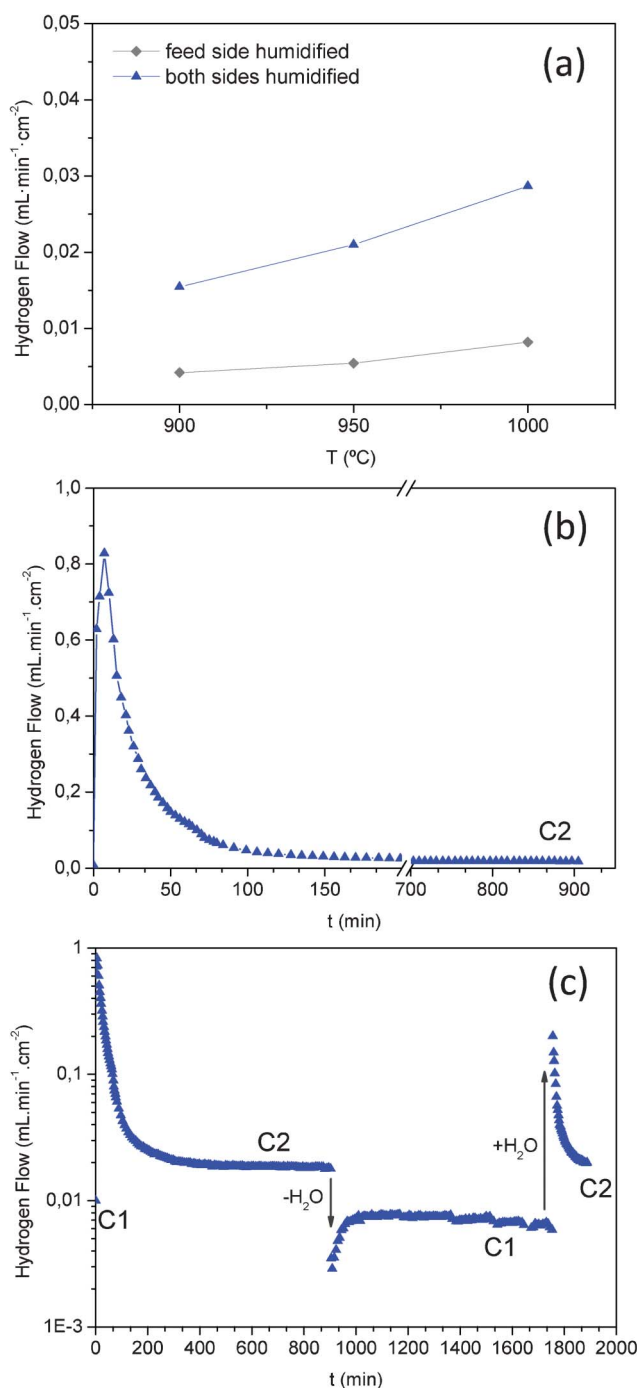 0,05
0,04
0,03
0,02
0,01
0,00
Hydrogen Flow (mL·min⁻¹·cm⁻²)
feed side humidified
both sides humidified
(a)
900
950
1000
T (ºC)
1,0
0,8
0,6
0,4
0,2
0,0
Hydrogen Flow (mL.min⁻¹.cm⁻²)
(b)
C2
0
50
100
150
700
800
900
t (min)
1
0,1
0,01
1E-3
Hydrogen Flow (mL.min⁻¹.cm⁻²)
(c)
C1
C2
-H₂O
C1
+H₂O
C2
0
200
400
600
800
1000
1200
1400
1600
1800
2000
t (min)